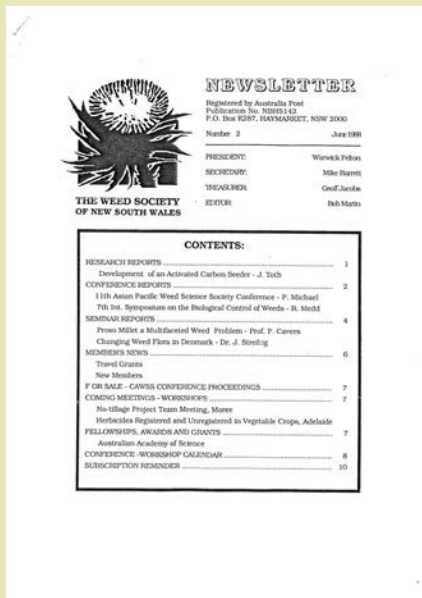 NEWSLETTER
Registered by Australia Post
Publication No. NBH5142
P.O. Box K287, HAYMARKET, NSW 2000
Number 2 June 1988
PRESIDENT: Warwick Felton
SECRETARY: Mike Barrett
TREASURER: Geoff Jacobs
EDITOR: Bob Martin
THE WEED SOCIETY
OF NEW SOUTH WALES
CONTENTS:
RESEARCH REPORTS 1
Development of an Activated Carbon Seeder - J. Toth
CONFERENCE REPORTS 2
11th Asian Pacific Weed Science Society Conference - P. Michael
7th Int. Symposium on the Biological Control of Weeds - R. Medd
SEMINAR REPORTS 4
Proso Millet a Multifaceted Weed Problem - Prof. P. Cavers
Changing Weed Flora in Denmark - Dr. J. Streibig
MEMBER'S NEWS 6
Travel Grants
New Members
F OR SALE - CAWSS CONFERENCE PROCEEDINGS 7
COMING MEETINGS - WORKSHOPS 7
No-tillage Project Team Meeting, Moree
Herbicides Registered and Unregistered in Vegetable Crops, Adelaide
FELLOWSHIPS, AWARDS AND GRANTS 7
Australian Academy of Science
CONFERENCE -WORKSHOP CALENDAR 8
SUBSCRIPTION REMINDER 10